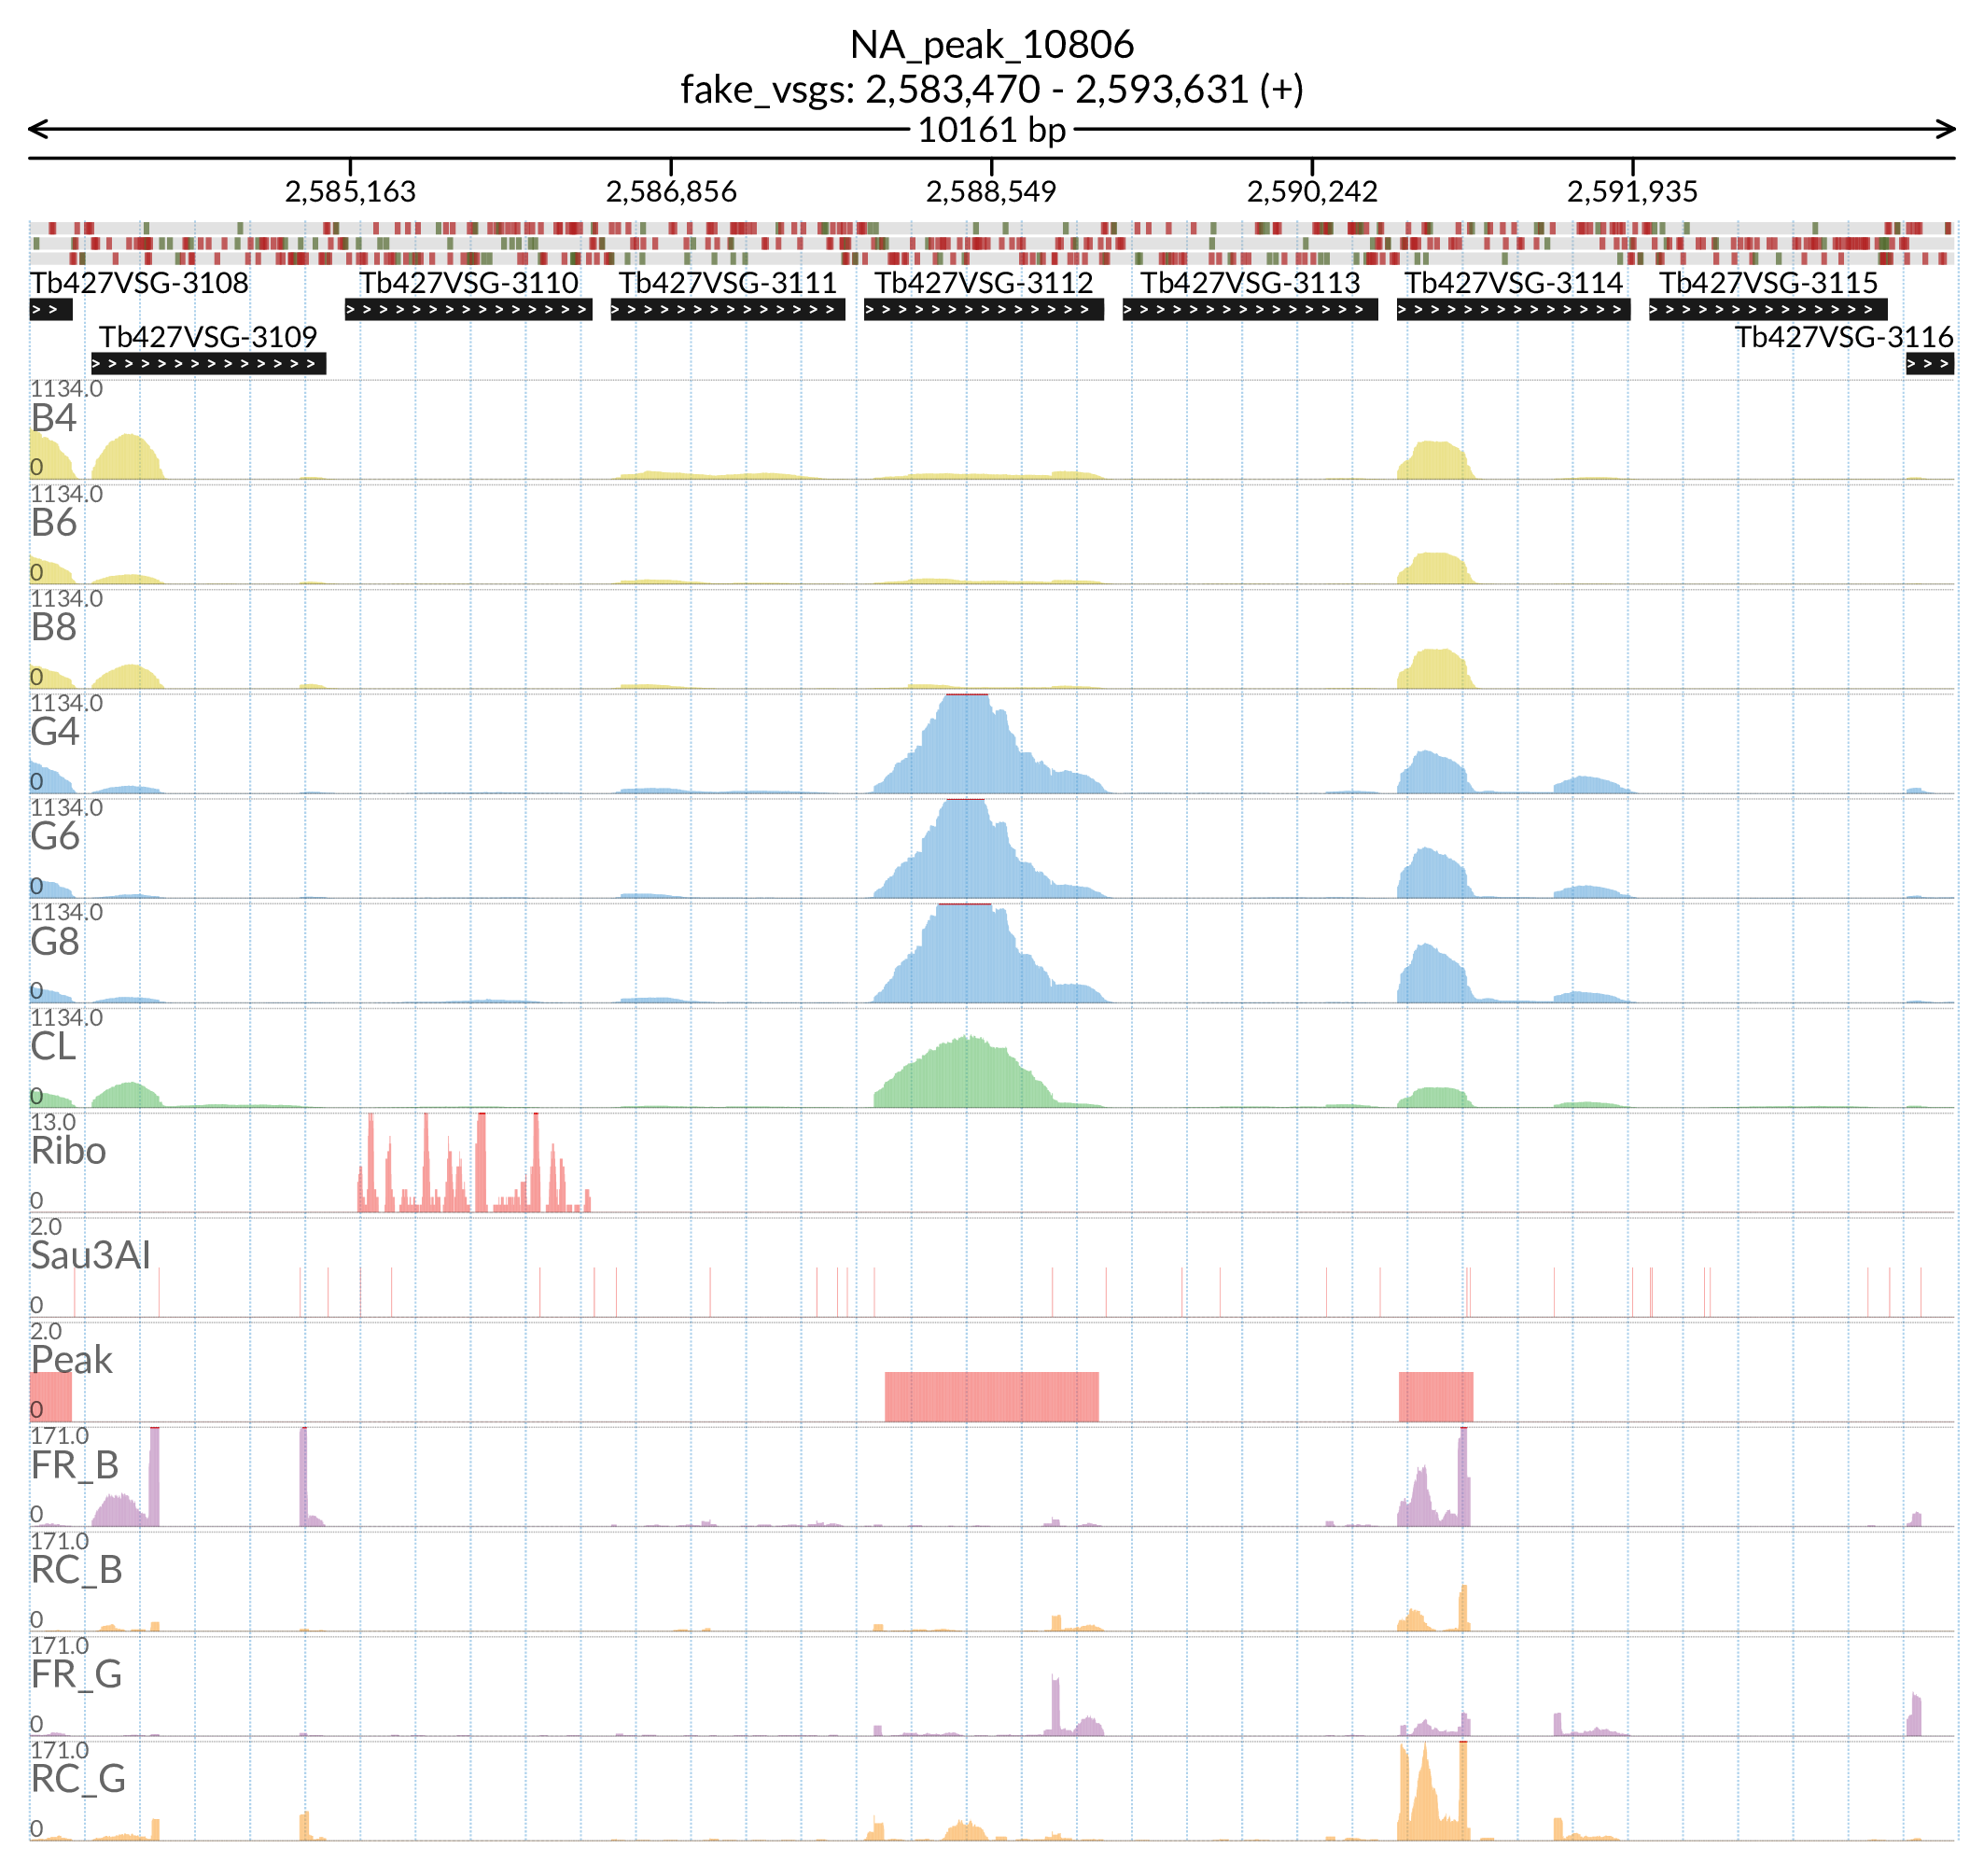 NA_peak_10806
fake_vsgs: 2,583,470 - 2,593,631 (+)
10161 bp
2,585,163 2,586,856 2,588,549 2,590,242 2,591,935
Tb427VSG-3108 Tb427VSG-3110 Tb427VSG-3111 Tb427VSG-3112 Tb427VSG-3113 Tb427VSG-3114 Tb427VSG-3115
Tb427VSG-3109 Tb427VSG-3116
1134.0
B4
0
1134.0
B6
0
1134.0
B8
0
1134.0
G4
0
1134.0
G6
0
1134.0
G8
0
1134.0
CL
0
13.0
Ribo
0
2.0
Sau3AI
0
2.0
Peak
0
171.0
FR_B
0
171.0
RC_B
0
171.0
FR_G
0
171.0
RC_G
0